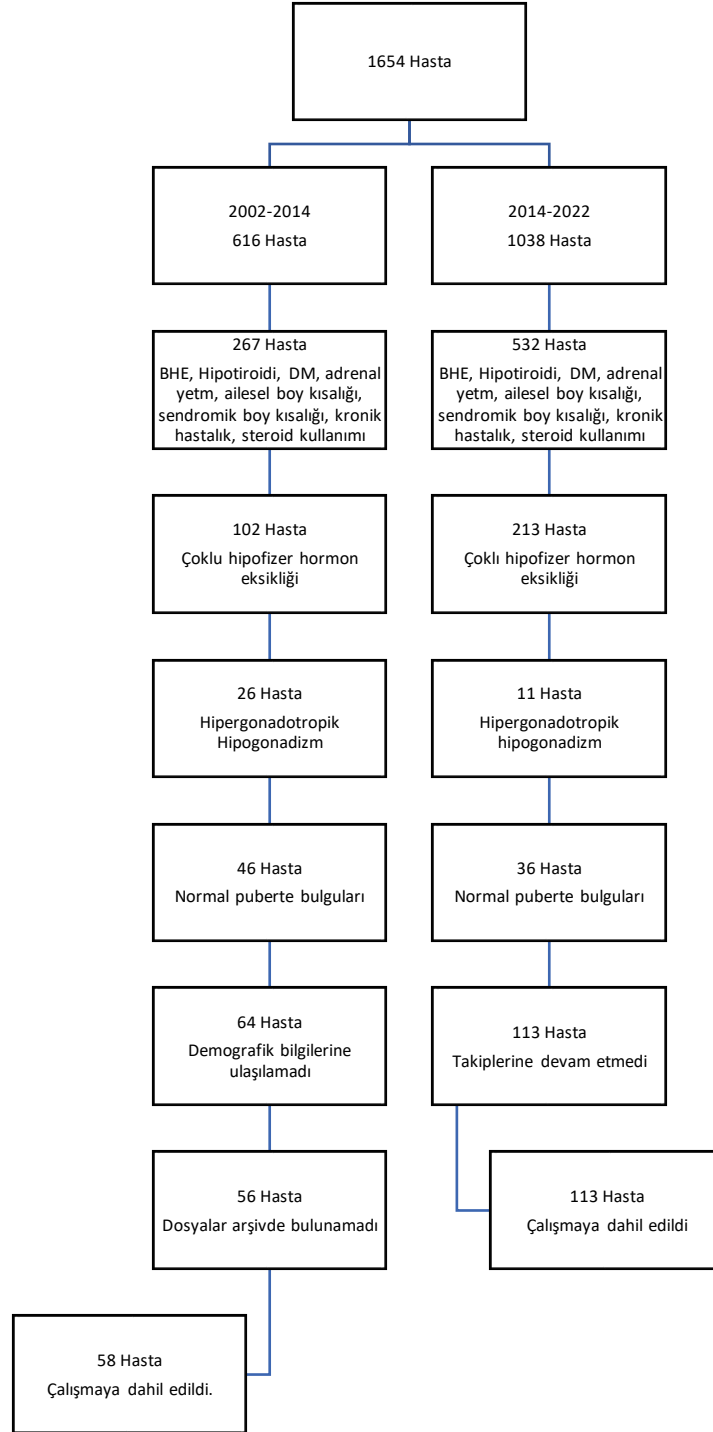 1654 Hasta
2002-2014
616 Hasta
2014-2022
1038 Hasta
267 Hasta
BHE, Hipotiroidi, DM, adrenal
yetm, ailesel boy kısalığı,
sendromik boy kısalığı, kronik
hastalık, steroid kullanımı
532 Hasta
BHE, Hipotiroidi, DM, adrenal
yetm, ailesel boy kısalığı,
sendromik boy kısalığı, kronik
hastalık, steroid kullanımı
102 Hasta
Çoklu hipofizer hormon
eksikliği
213 Hasta
Çoklı hipofizer hormon
eksikliği
26 Hasta
Hipergonadotropik
Hipogonadizm
11 Hasta
Hipergonadotropik
hipogonadizm
46 Hasta
Normal puberte bulguları
36 Hasta
Normal puberte bulguları
64 Hasta
Demografik bilgilerine
ulaşılamadı
113 Hasta
Takiplerine devam etmedi
56 Hasta
Dosyalar arşivde bulunamadı
113 Hasta
Çalışmaya dahil edildi
58 Hasta
Çalışmaya dahil edildi.